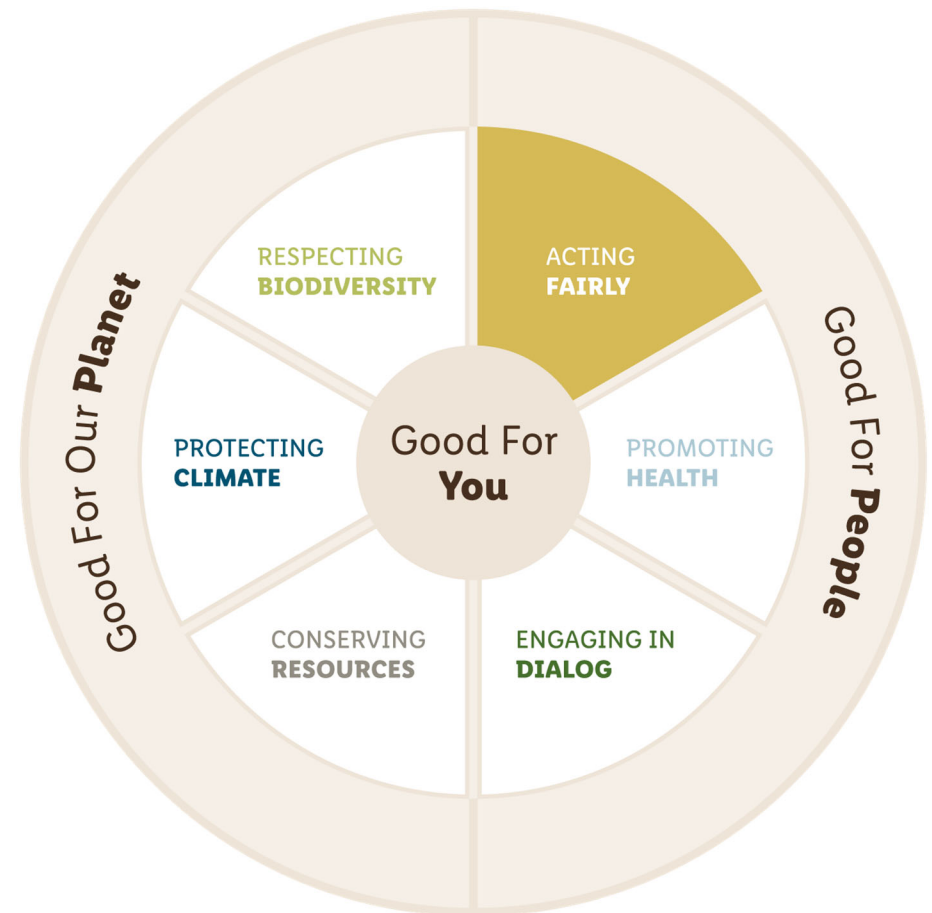 RESPECTING
BIODIVERSITY
ACTING
FAIRLY
Good For Our Planet
PROTECTING
CLIMATE
Good For
You
PROMOTING
HEALTH
Good For People
CONSERVING
RESOURCES
ENGAGING IN
DIALOG